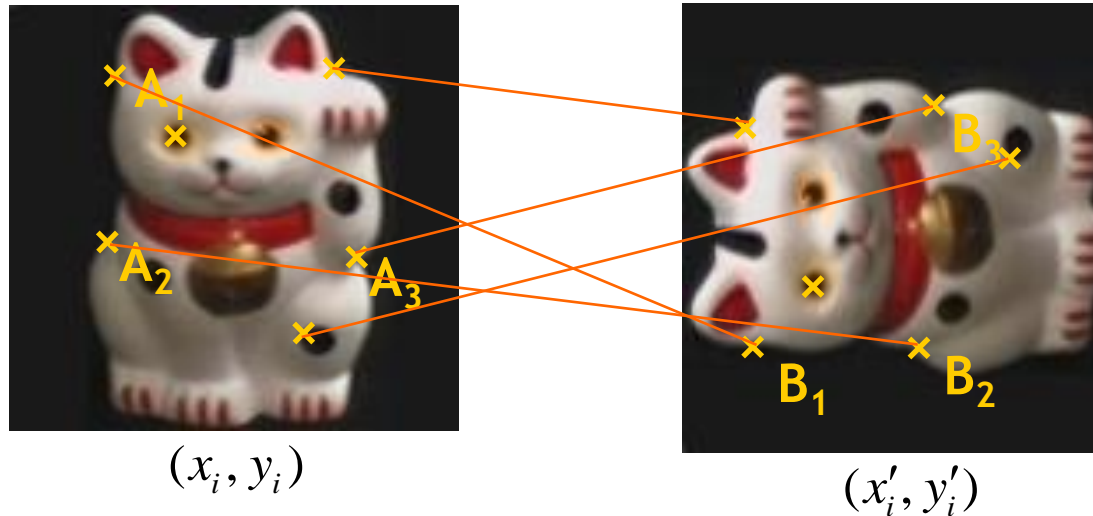 A₁
A₂
A₃
B₃
B₁
B₂
(xᵢ, yᵢ)
(x′ᵢ, y′ᵢ)